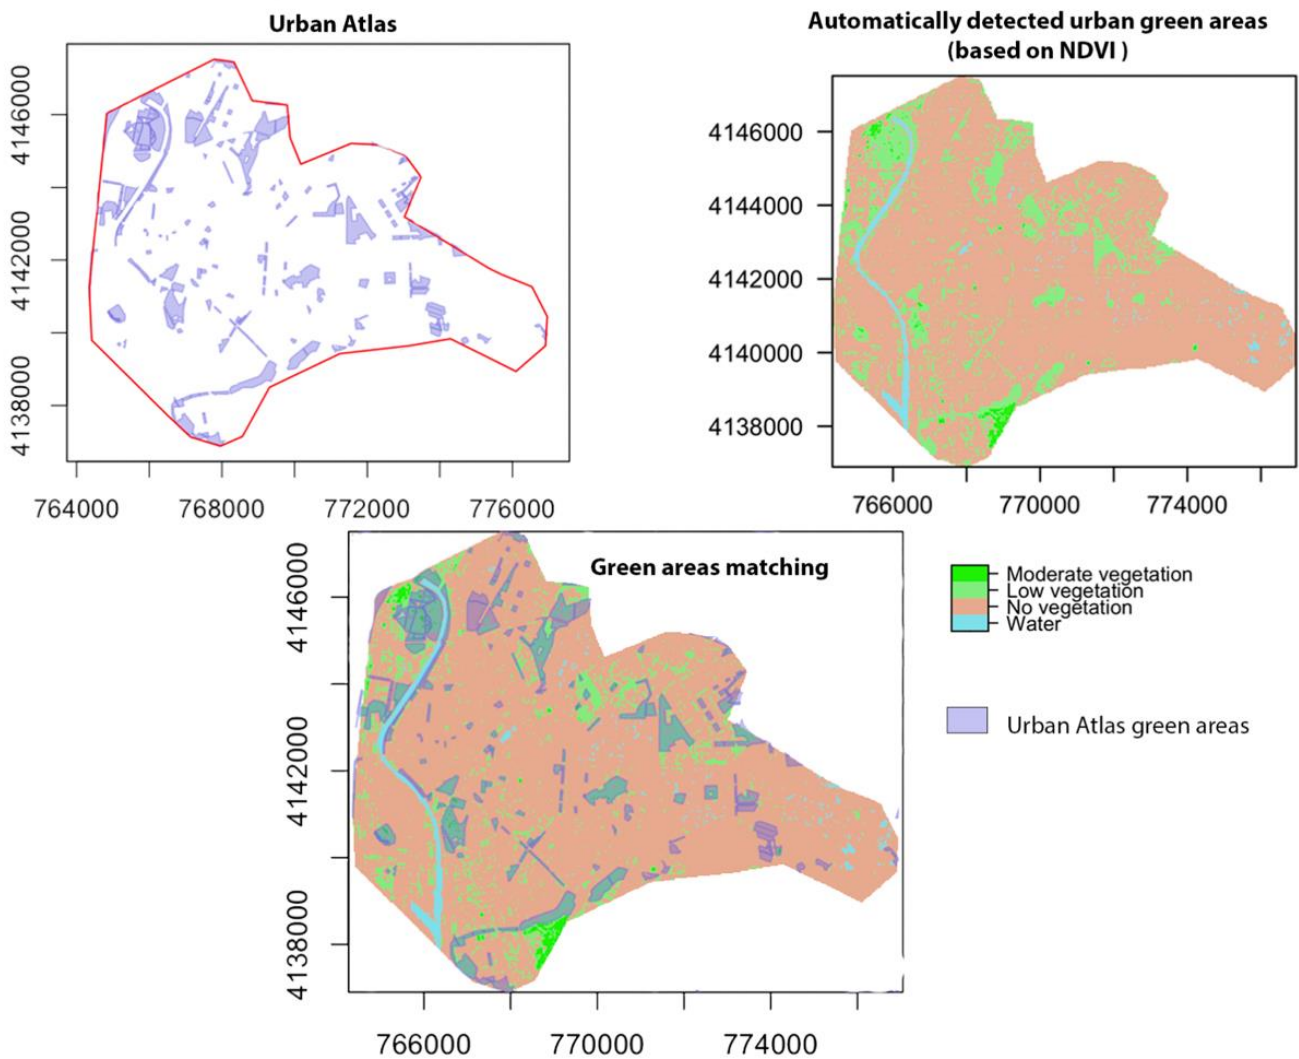 Urban Atlas
4146000
4142000
4138000
764000
768000
772000
776000
Automatically detected urban green areas
(based on NDVI )
4146000
4144000
4142000
4140000
4138000
766000
770000
774000
Green areas matching
4146000
4142000
4138000
766000
770000
774000
Moderate vegetation
Low vegetation
No vegetation
Water
Urban Atlas green areas